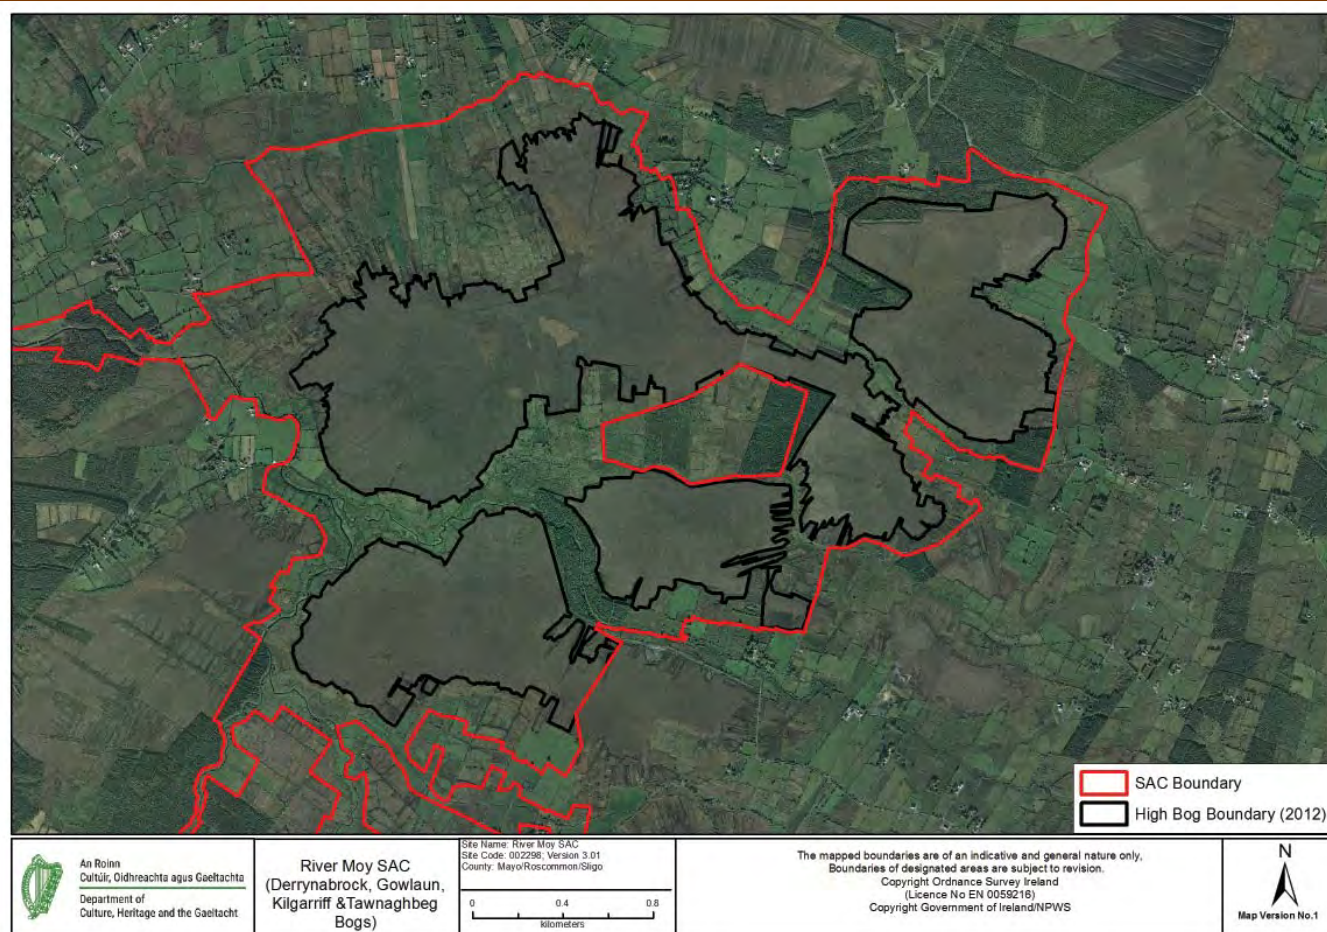 SAC Boundary
High Bog Boundary (2012)
An Roinn
Cultúir, Oidhreachta agus Gaeltachta
Department of
Culture, Heritage and the Gaeltacht
River Moy SAC
(Derrynabrock, Gowlaun,
Kilgarriff &Tawnaghbeg
Bogs)
Site Name: River Moy SAC
Site Code: 002298; Version 3.01
County: Mayo/Roscommon/Sligo
0 0.4 0.8
kilometers
The mapped boundaries are of an indicative and general nature only,
Boundaries of designated areas are subject to revision.
Copyright Ordnance Survey Ireland
(Licence No EN 0059216)
Copyright Government of Ireland/NPWS
N
Map Version No.1